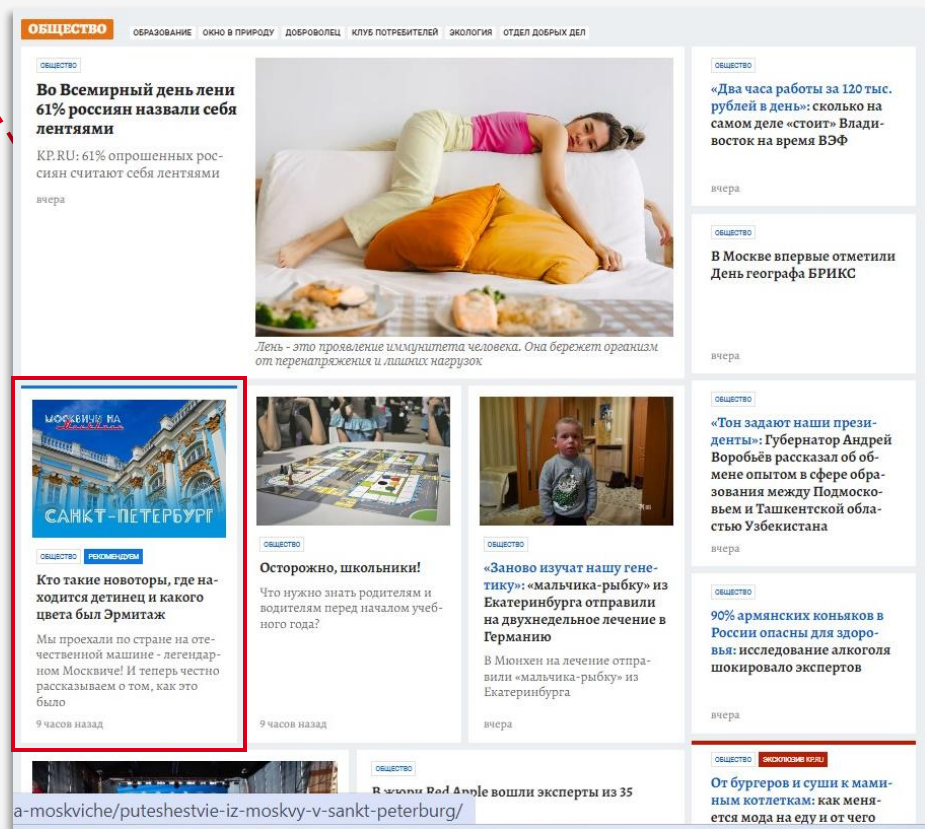 ОБЩЕСТВО
ОБРАЗОВАНИЕ ОКНО В ПРИРОДУ ДОБРОВОЛЕЦ КЛУБ ПОТРЕБИТЕЛЕЙ ЭКОЛОГИЯ ОТДЕЛ ДОБРЫХ ДЕЛ
ОБЩЕСТВО
Во Всемирный день лени
61% россиян назвали себя
лентяями
KP.RU: 61% опрошенных рос-
сиян считают себя лентяями
вчера
Лень - это проявление иммунитета человека. Она бережет организм
от перенапряжения и лишних нагрузок
ОБЩЕСТВО
«Два часа работы за 120 тыс.
рублей в день»: сколько на
самом деле «стоит» Влади-
восток на время ВЭФ
вчера
ОБЩЕСТВО
В Москве впервые отметили
День географа БРИКС
вчера
МОСКВИЧИ НА
Москвиче
САНКТ-ПЕТЕРБУРГ
ОБЩЕСТВО РЕКОМЕНДУЕМ
Кто такие новоторы, где на-
ходится детинец и какого
цвета был Эрмитаж
Мы проехали по стране на оте-
чественной машине - легендар-
ном Москвиче! И теперь честно
рассказываем о том, как это
было
9 часов назад
ОБЩЕСТВО
Осторожно, школьники!
Что нужно знать родителям и
водителям перед началом учеб-
ного года?
9 часов назад
ОБЩЕСТВО
«Заново изучат нашу гене-
тику»: «мальчика-рыбку» из
Екатеринбурга отправили
на двухнедельное лечение в
Германию
В Мюнхен на лечение отпра-
вили «мальчика-рыбку» из
Екатеринбурга
вчера
ОБЩЕСТВО
«Тон задают наши прези-
денты»: Губернатор Андрей
Воробьёв рассказал об об-
мене опытом в сфере обра-
зования между Подмоско-
вьем и Ташкентской обла-
стью Узбекистана
вчера
ОБЩЕСТВО
90% армянских коньяков в
России опасны для здоро-
вья: исследование алкоголя
шокировало экспертов
вчера
ОБЩЕСТВО
В жюри Red Apple вошли эксперты из 35
ОБЩЕСТВО ЭКСКЛЮЗИВ KP.RU
От бургеров и суши к мами-
ным котлеткам: как меня-
ется мода на еду и от чего
a-moskviche/puteshestvie-iz-moskvy-v-sankt-peterburg/